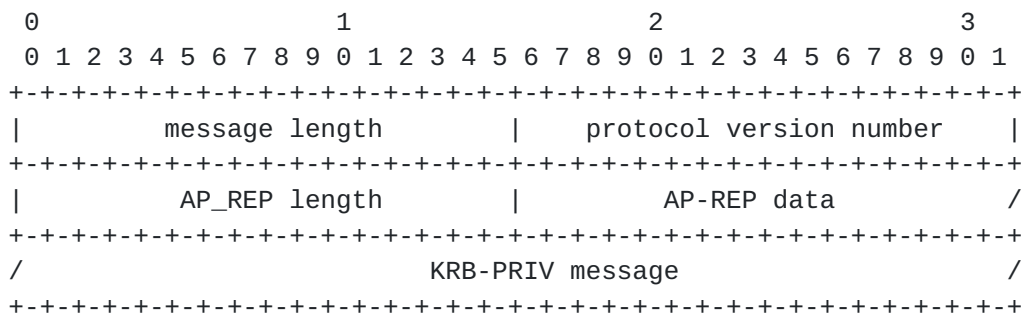 0                   1                   2                   3
 0 1 2 3 4 5 6 7 8 9 0 1 2 3 4 5 6 7 8 9 0 1 2 3 4 5 6 7 8 9 0 1
+-+-+-+-+-+-+-+-+-+-+-+-+-+-+-+-+-+-+-+-+-+-+-+-+-+-+-+-+-+-+-+-+
|         message length        |    protocol version number    |
+-+-+-+-+-+-+-+-+-+-+-+-+-+-+-+-+-+-+-+-+-+-+-+-+-+-+-+-+-+-+-+-+
|          AP_REP length        |         AP-REP data           /
+-+-+-+-+-+-+-+-+-+-+-+-+-+-+-+-+-+-+-+-+-+-+-+-+-+-+-+-+-+-+-+-+
/                          KRB-PRIV message                     /
+-+-+-+-+-+-+-+-+-+-+-+-+-+-+-+-+-+-+-+-+-+-+-+-+-+-+-+-+-+-+-+-+